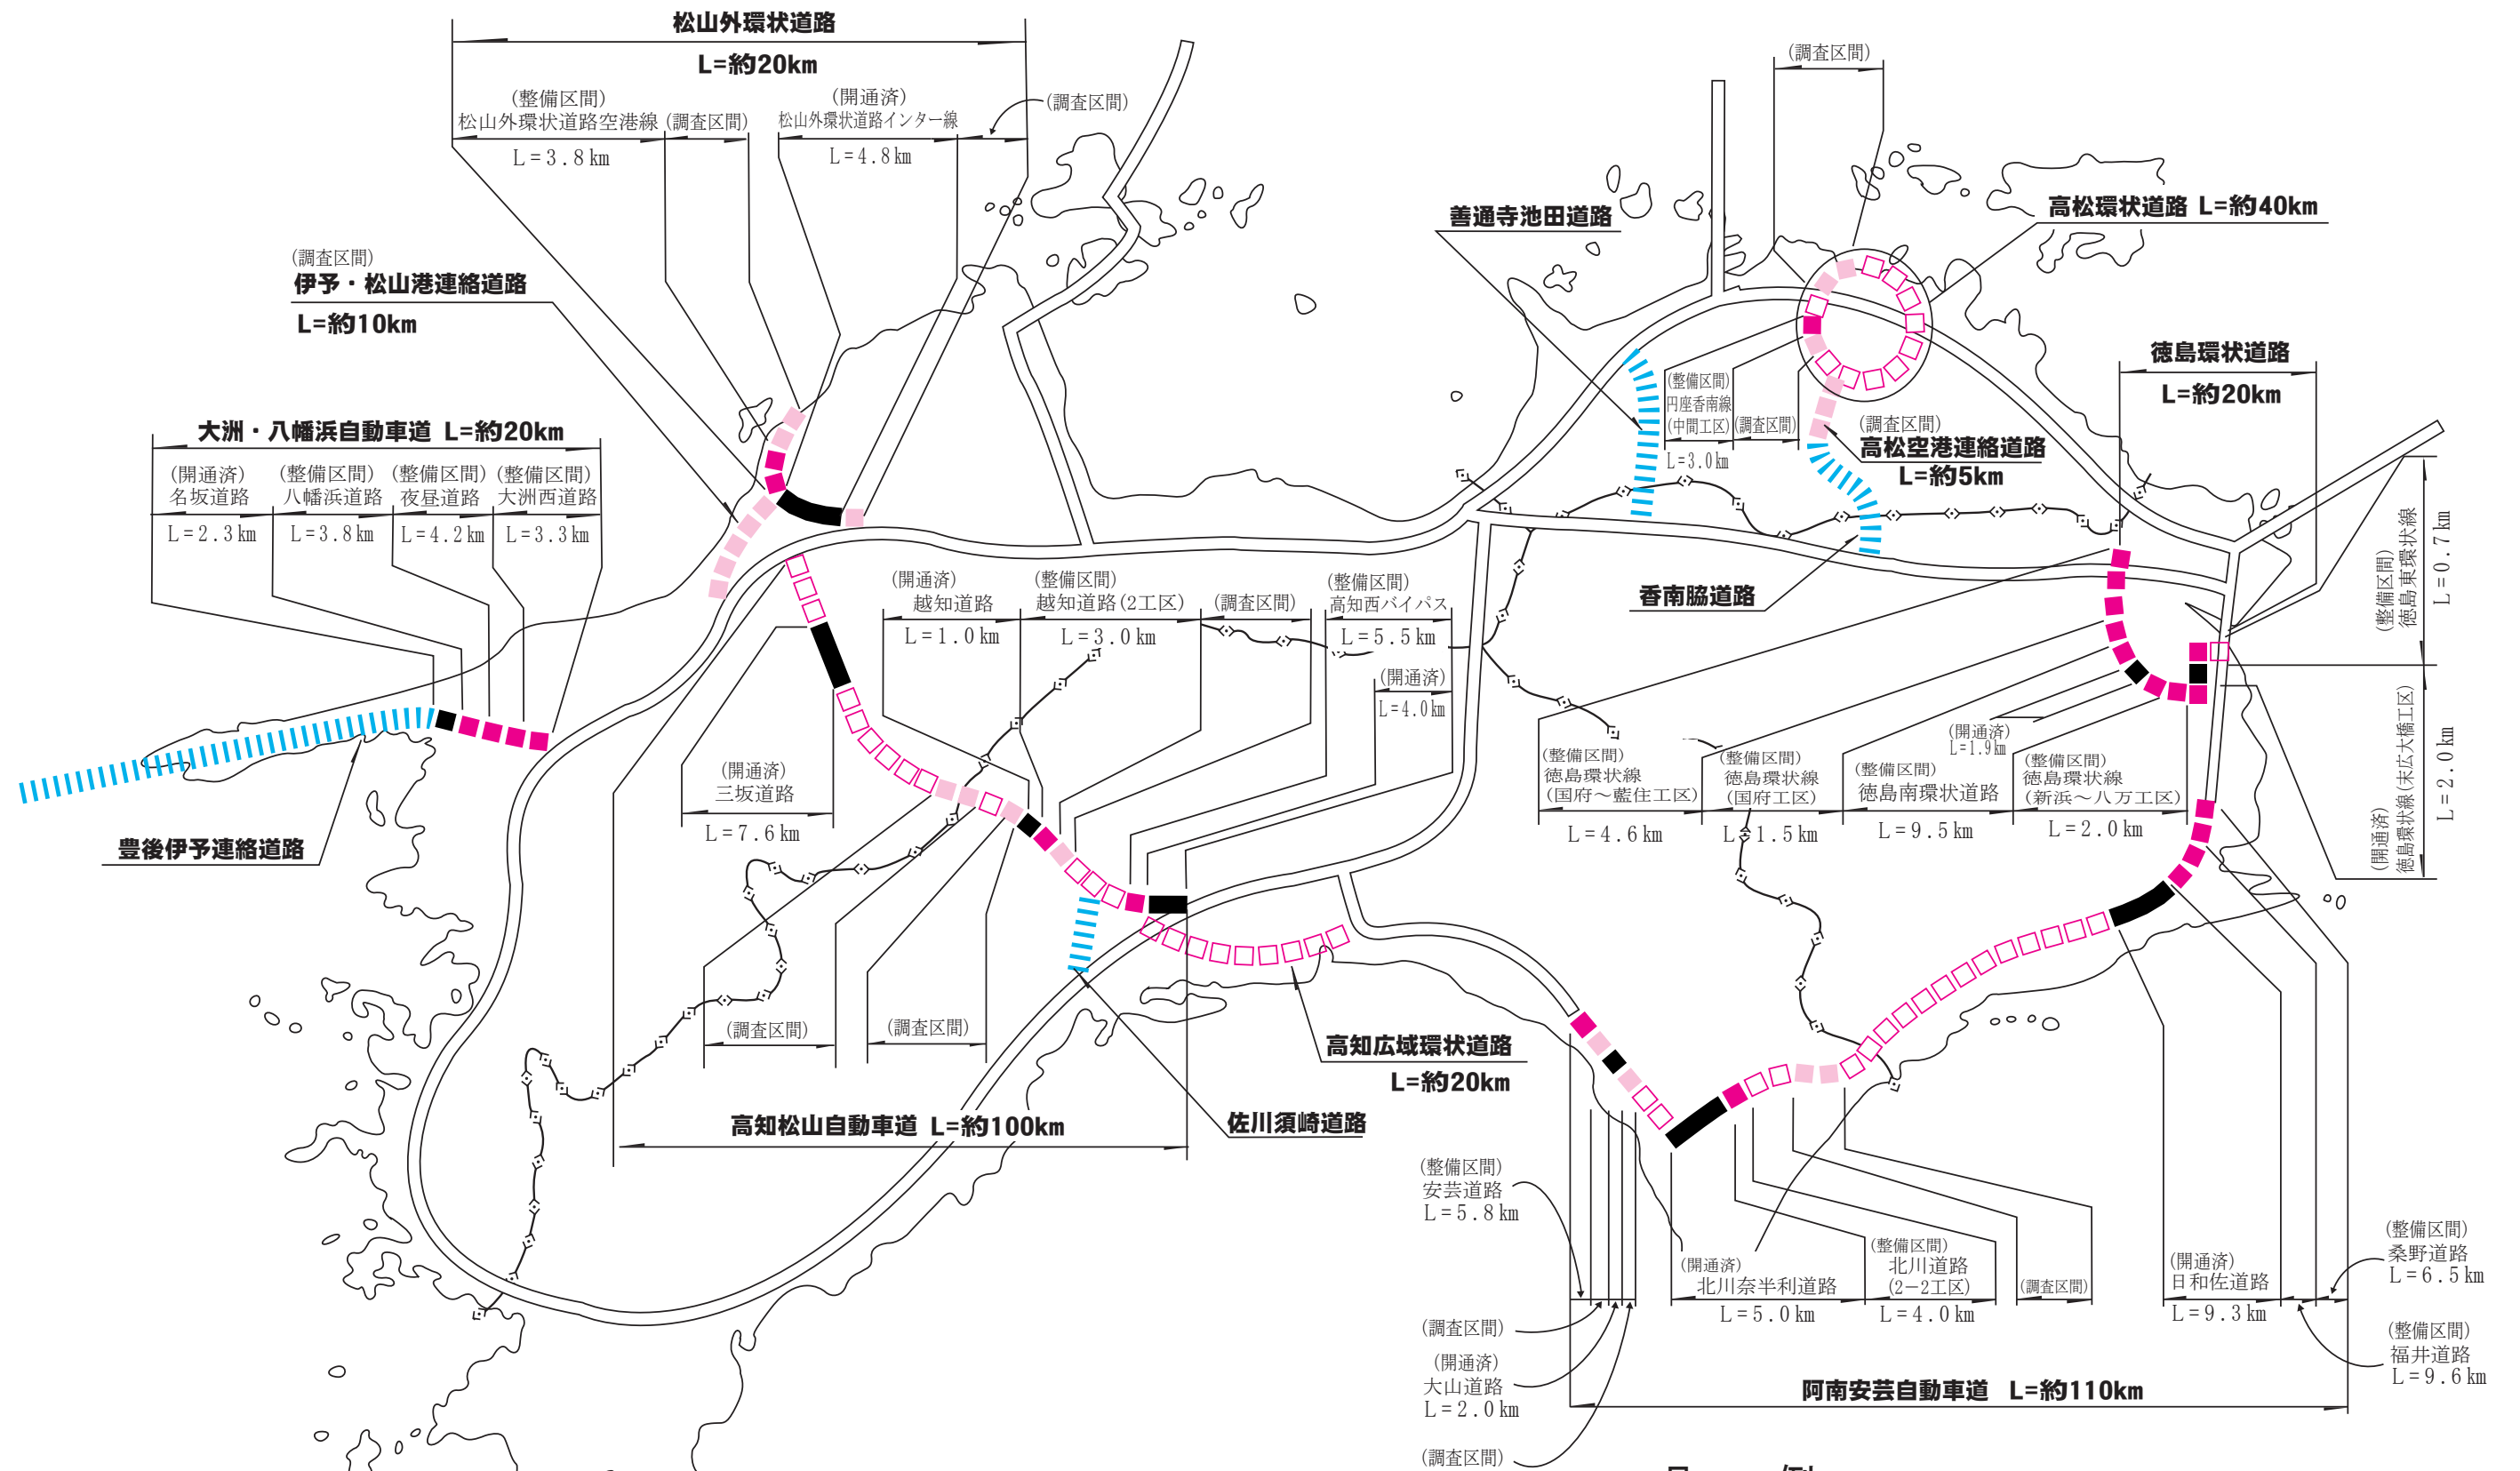 松山外環状道路
L=約20km
(整備区間)
松山外環状道路空港線
L=3.8km
(調査区間)
(開通済)
松山外環状道路インター線
L=4.8km
(調査区間)
(調査区間)
伊予・松山港連絡道路
L=約10km
大洲・八幡浜自動車道 L=約20km
(開通済)
名坂道路
L=2.3km
(整備区間)
八幡浜道路
L=3.8km
(整備区間)
夜昼道路
L=4.2km
(整備区間)
大洲西道路
L=3.3km
豊後伊予連絡道路
(調査区間)
善通寺池田道路
高松環状道路 L=約40km
(整備区間)
円座香南線
(中間工区)
L=3.0km
(調査区間)
(調査区間)
高松空港連絡道路
L=約5km
香南脇道路
徳島環状道路
L=約20km
(整備区間)
徳島東環状線
L=0.7km
(開通済)
徳島環状線(末広大橋工区)
L=2.0km
(開通済)
越知道路
L=1.0km
(整備区間)
越知道路(2工区)
L=3.0km
(調査区間)
(整備区間)
高知西バイパス
L=5.5km
(開通済)
L=4.0km
(開通済)
三坂道路
L=7.6km
(整備区間)
徳島環状線
(国府～藍住工区)
L=4.6km
(整備区間)
徳島環状線
(国府工区)
L=1.5km
(開通済)
L=1.9km
(整備区間)
徳島南環状道路
L=9.5km
(整備区間)
徳島環状線
(新浜～八万工区)
L=2.0km
(調査区間)
(調査区間)
高知松山自動車道 L=約100km
高知広域環状道路
L=約20km
佐川須崎道路
(整備区間)
安芸道路
L=5.8km
(調査区間)
(開通済)
大山道路
L=2.0km
(調査区間)
(開通済)
北川奈半利道路
L=5.0km
(整備区間)
北川道路
(2−2工区)
L=4.0km
(調査区間)
(開通済)
日和佐道路
L=9.3km
(整備区間)
桑野道路
L=6.5km
(整備区間)
福井道路
L=9.6km
阿南安芸自動車道 L=約110km